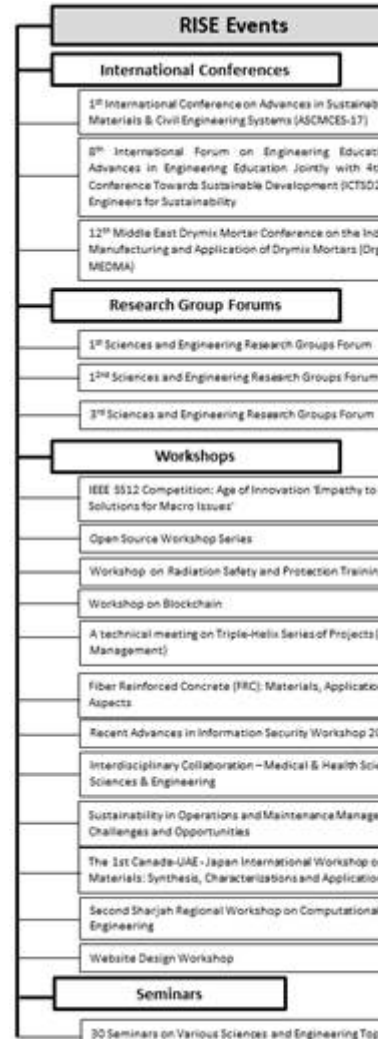 RISE Events
International Conferences
1st International Conference on Advances in Sustainab
Materials & Civil Engineering Systems (ASCMCES-17)
8th International Forum on Engineering Educati
Advances in Engineering Education Jointly with 4t
Conference Towards Sustainable Development (ICTSD2
Engineers for Sustainability
12th Middle East Drymix Mortar Conference on the Ind
Manufacturing and Application of Drymix Mortars (Org
MEDMA)
Research Group Forums
1st Sciences and Engineering Research Groups Forum
12nd Sciences and Engineering Research Groups Forum
3rd Sciences and Engineering Research Groups Forum
Workshops
IEEE SS12 Competition: Age of Innovation 'Empathy to
Solutions for Macro Issues'
Open Source Workshop Series
Workshop on Radiation Safety and Protection Trainin
Workshop on Blockchain
A technical meeting on Triple-Helix Series of Projects (
Management)
Fiber Reinforced Concrete (FRC): Materials, Applicatio
Aspects
Recent Advances in Information Security Workshop 20
Interdisciplinary Collaboration – Medical & Health Scie
Sciences & Engineering
Sustainability in Operations and Maintenance Manage
Challenges and Opportunities
The 1st Canada-UAE-Japan International Workshop o
Materials: Synthesis, Characterizations and Application
Second Sharjah Regional Workshop on Computational
Engineering
Website Design Workshop
Seminars
30 Seminars on Various Sciences and Engineering Top